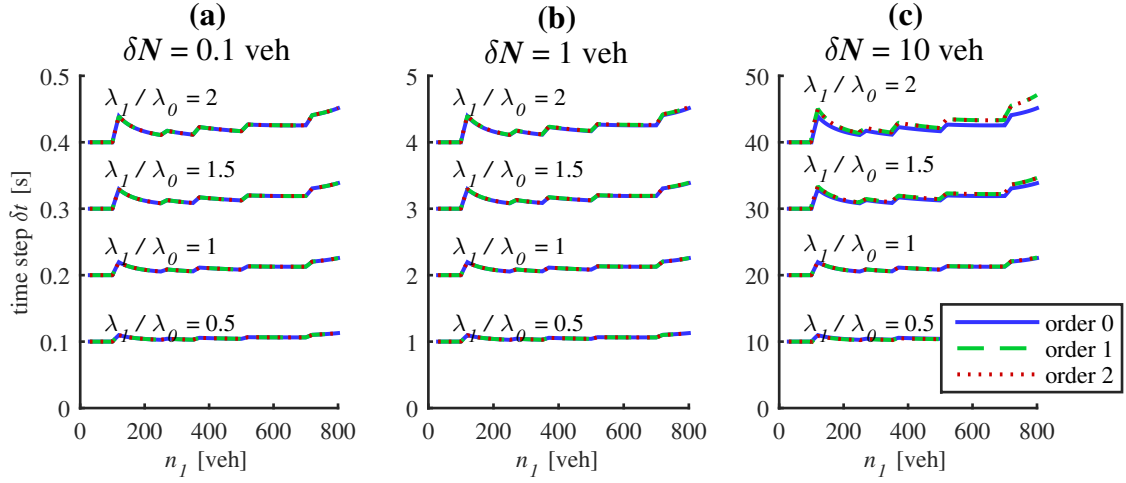 (a)
δN = 0.1 veh
time step δt [s]
0.5
0.4
0.3
0.2
0.1
0
λ1 / λ0 = 2
λ1 / λ0 = 1.5
λ1 / λ0 = 1
λ1 / λ0 = 0.5
0 200 400 600 800
n1 [veh]
(b)
δN = 1 veh
5
4
3
2
1
0
λ1 / λ0 = 2
λ1 / λ0 = 1.5
λ1 / λ0 = 1
λ1 / λ0 = 0.5
0 200 400 600 800
n1 [veh]
(c)
δN = 10 veh
50
40
30
20
10
0
λ1 / λ0 = 2
λ1 / λ0 = 1.5
λ1 / λ0 = 1
λ1 / λ0 = 0.5
0 200 400 600 800
n1 [veh]
order 0
order 1
order 2